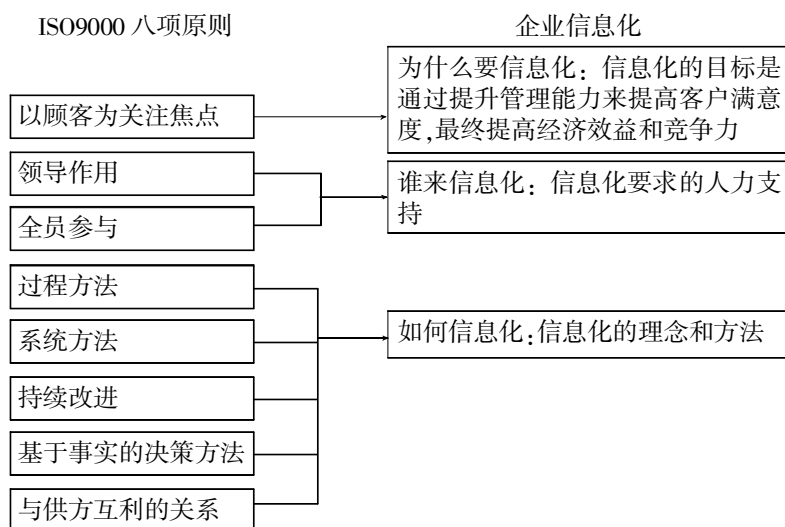 ISO9000 八项原则
企业信息化
以顾客为关注焦点
为什么要信息化：信息化的目标是
通过提升管理能力来提高客户满意
度,最终提高经济效益和竞争力
领导作用
全员参与
谁来信息化：信息化要求的人力支
持
过程方法
系统方法
持续改进
基于事实的决策方法
与供方互利的关系
如何信息化:信息化的理念和方法